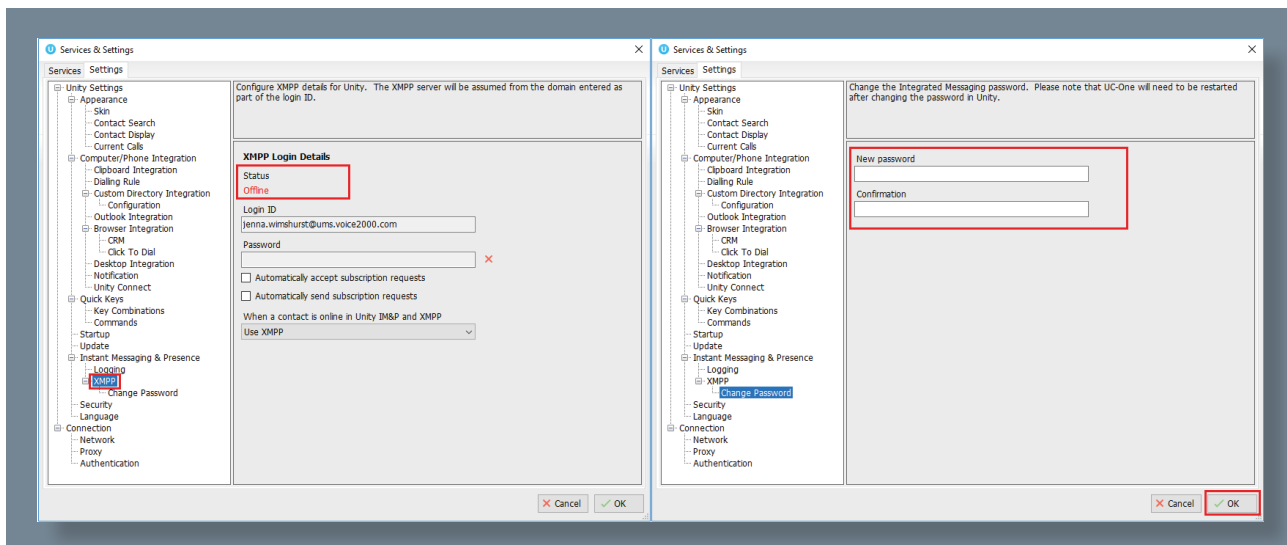 Services & Settings
Services Settings
Unity Settings
Appearance
Skin
Contact Search
Contact Display
Current Calls
Computer/Phone Integration
Clipboard Integration
Dialling Rule
Custom Directory Integration
Configuration
Outlook Integration
Browser Integration
CRM
Click To Dial
Desktop Integration
Notification
Unity Connect
Quick Keys
Key Combinations
Commands
Startup
Update
Instant Messaging & Presence
Logging
XMPP
Change Password
Security
Language
Connection
Network
Proxy
Authentication
Configure XMPP details for Unity. The XMPP server will be assumed from the domain entered as
part of the login ID.
XMPP Login Details
Status
Offline
Login ID
jenna.wimshurst@ums.voice2000.com
Password
Automatically accept subscription requests
Automatically send subscription requests
When a contact is online in Unity IM&P and XMPP
Use XMPP
Cancel OK
Services & Settings
Services Settings
Unity Settings
Appearance
Skin
Contact Search
Contact Display
Current Calls
Computer/Phone Integration
Clipboard Integration
Dialling Rule
Custom Directory Integration
Configuration
Outlook Integration
Browser Integration
CRM
Click To Dial
Desktop Integration
Notification
Unity Connect
Quick Keys
Key Combinations
Commands
Startup
Update
Instant Messaging & Presence
Logging
XMPP
Change Password
Security
Language
Connection
Network
Proxy
Authentication
Change the Integrated Messaging password. Please note that UC-One will need to be restarted
after changing the password in Unity.
New password
Confirmation
Cancel OK